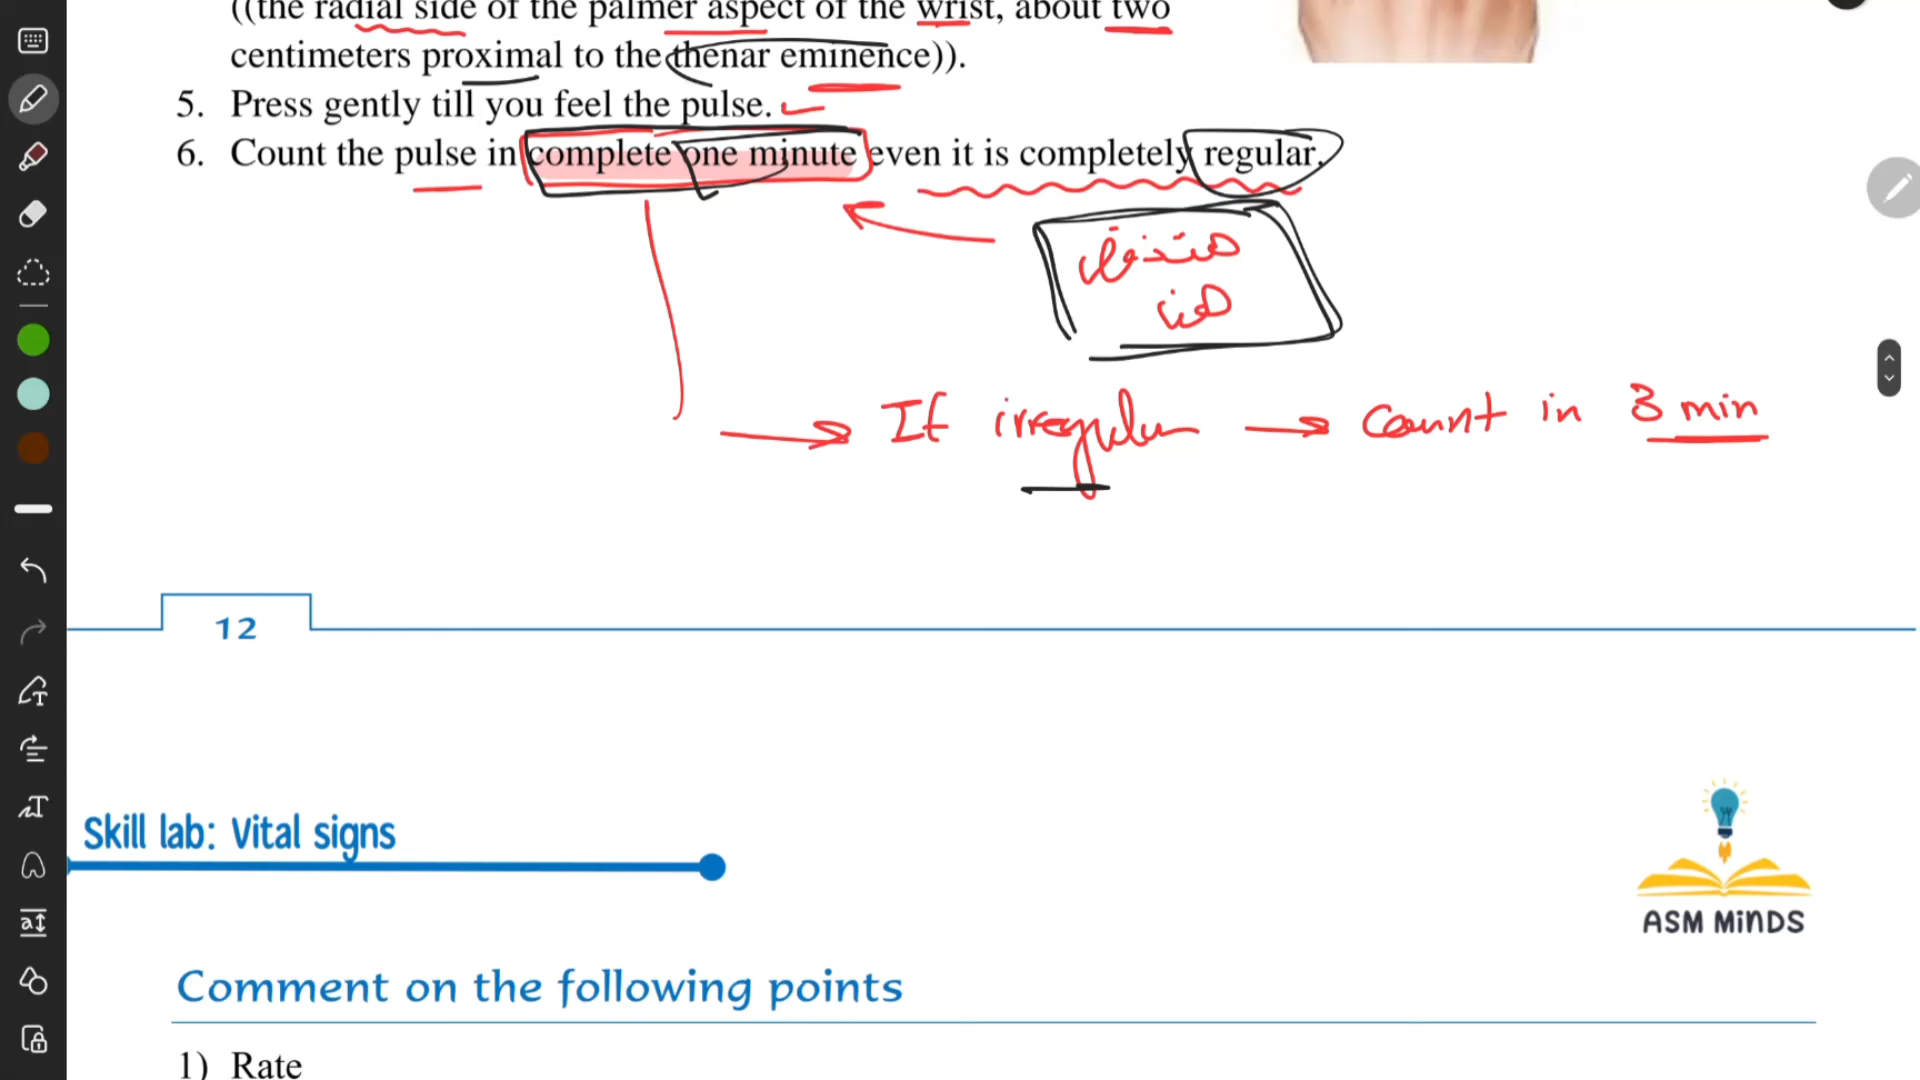 ((the radial side of the palmer aspect of the wrist, about two
centimeters proximal to the thenar eminence)).
5. Press gently till you feel the pulse.
6. Count the pulse in complete one minute even it is completely regular.
هنا
If irregular → count in 3 min
12
Skill lab: Vital signs
ASM MiNDS
Comment on the following points
1) Rate